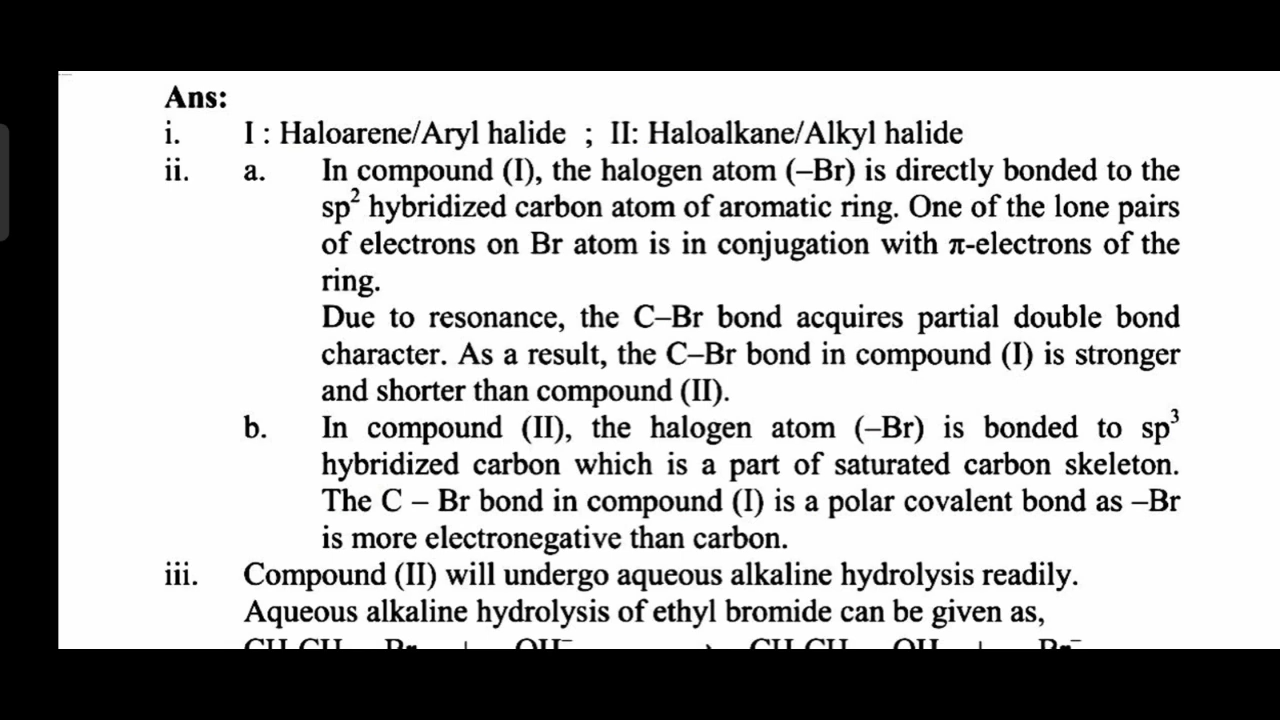 Ans:
i. I : Haloarene/Aryl halide ; II: Haloalkane/Alkyl halide
ii. a. In compound (I), the halogen atom (–Br) is directly bonded to the
sp² hybridized carbon atom of aromatic ring. One of the lone pairs
of electrons on Br atom is in conjugation with π-electrons of the
ring.
Due to resonance, the C–Br bond acquires partial double bond
character. As a result, the C–Br bond in compound (I) is stronger
and shorter than compound (II).
b. In compound (II), the halogen atom (–Br) is bonded to sp³
hybridized carbon which is a part of saturated carbon skeleton.
The C – Br bond in compound (I) is a polar covalent bond as –Br
is more electronegative than carbon.
iii. Compound (II) will undergo aqueous alkaline hydrolysis readily.
Aqueous alkaline hydrolysis of ethyl bromide can be given as,